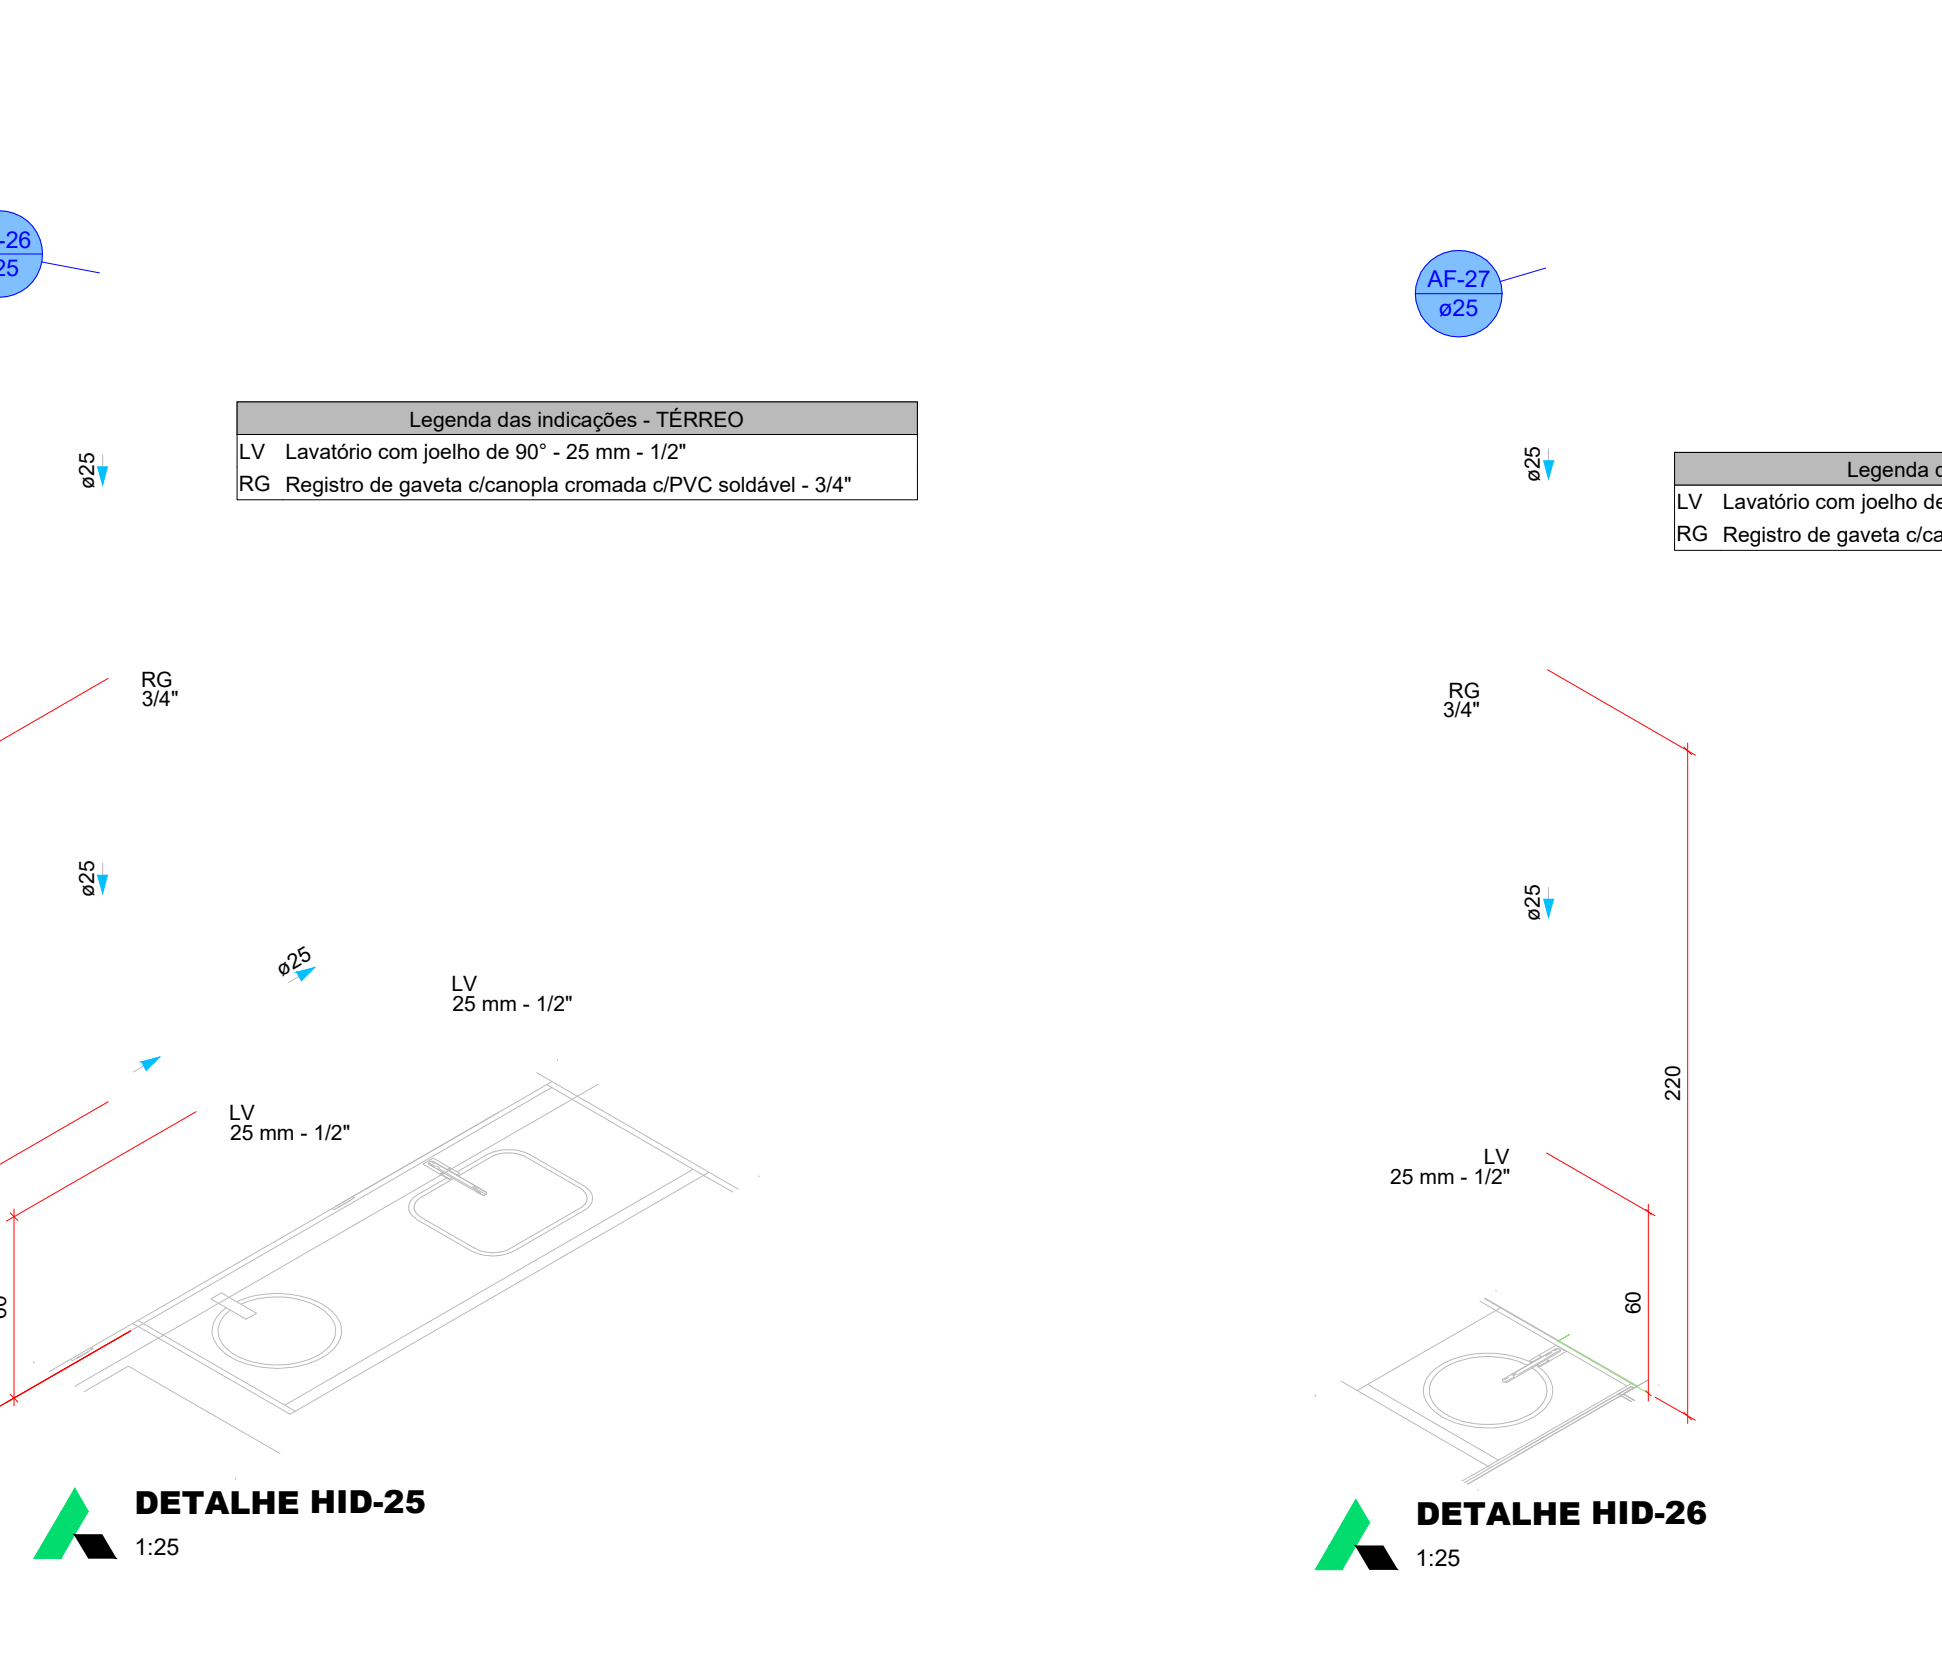 -26
25
ø25
Legenda das indicações - TÉRREO
LV Lavatório com joelho de 90° - 25 mm - 1/2"
RG Registro de gaveta c/canopla cromada c/PVC soldável - 3/4"
RG
3/4"
ø25
ø25
LV
25 mm - 1/2"
LV
25 mm - 1/2"
DETALHE HID-25
1:25
AF-27
ø25
ø25
Legenda
LV Lavatório com joelho de
RG Registro de gaveta c/ca
RG
3/4"
ø25
220
LV
25 mm - 1/2"
60
DETALHE HID-26
1:25